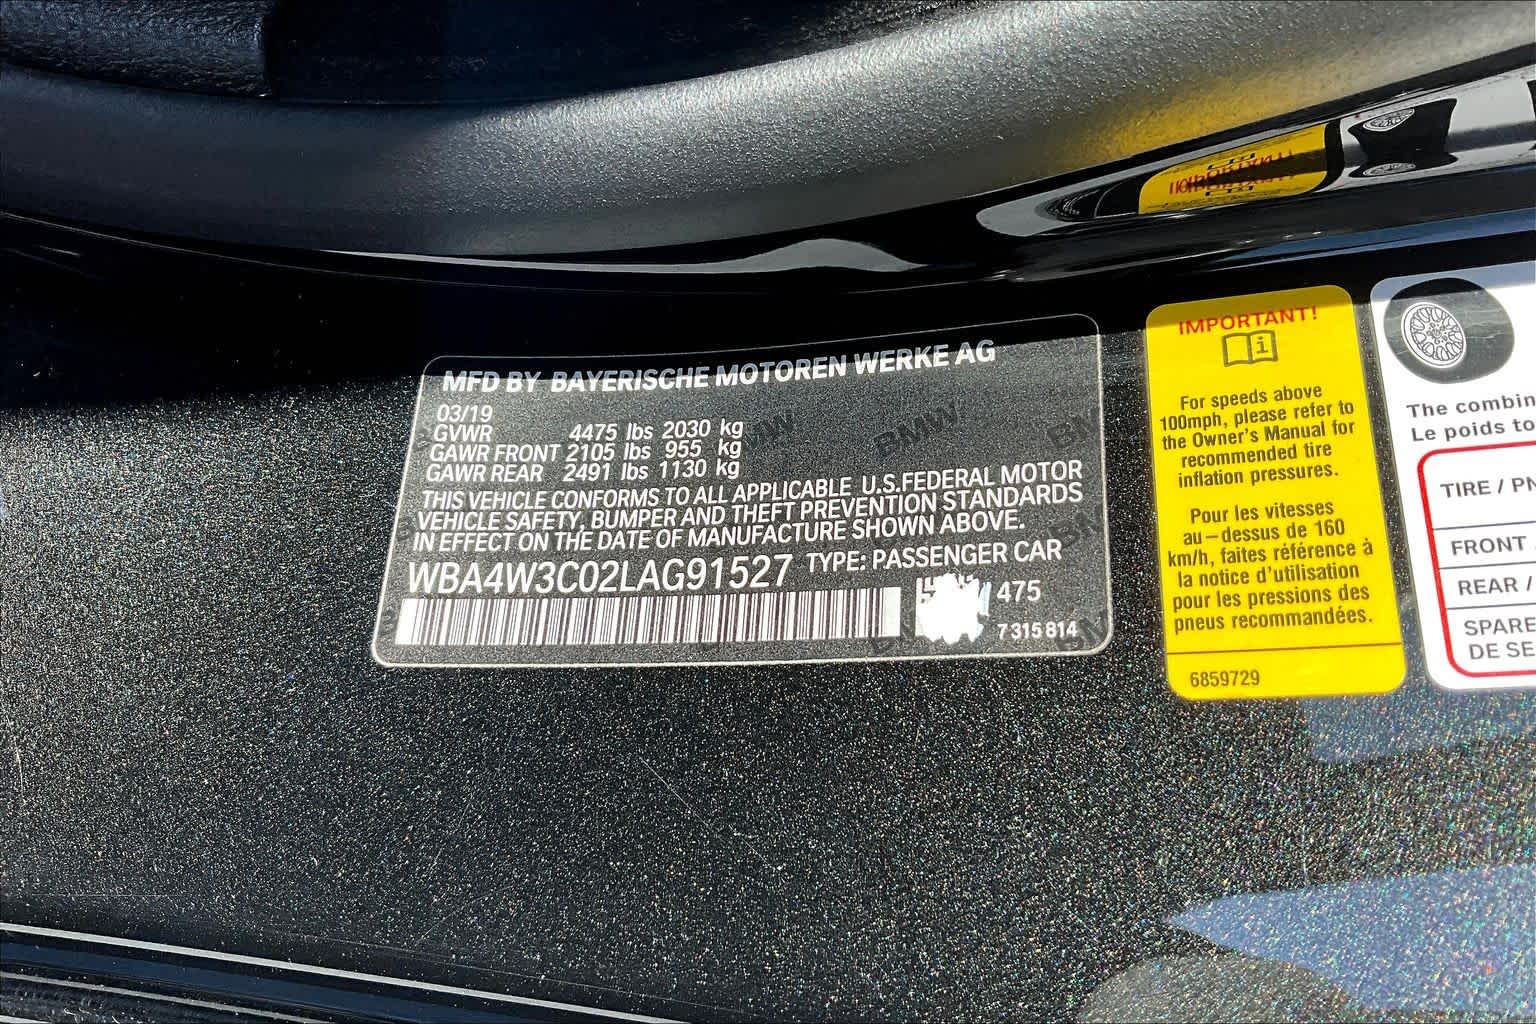 MFD BY BAYERISCHE MOTOREN WERKE AG
03/19
GVWR 4475 lbs 2030 kg
GAWR FRONT 2105 lbs 955 kg
GAWR REAR 2491 lbs 1130 kg
THIS VEHICLE CONFORMS TO ALL APPLICABLE U.S.FEDERAL MOTOR
VEHICLE SAFETY, BUMPER AND THEFT PREVENTION STANDARDS
IN EFFECT ON THE DATE OF MANUFACTURE SHOWN ABOVE.
WBA4W3C02LAG91527 TYPE: PASSENGER CAR
475
7 315 814
BMW
BMW
BMW
IMPORTANT!
For speeds above
100mph, please refer to
the Owner's Manual for
recommended tire
inflation pressures.
Pour les vitesses
au-dessus de 160
km/h, faites référence à
la notice d'utilisation
pour les pressions des
pneus recommandées.
6859729
The combin
Le poids to
TIRE / PN
FRONT
REAR /
SPARE
DE SE